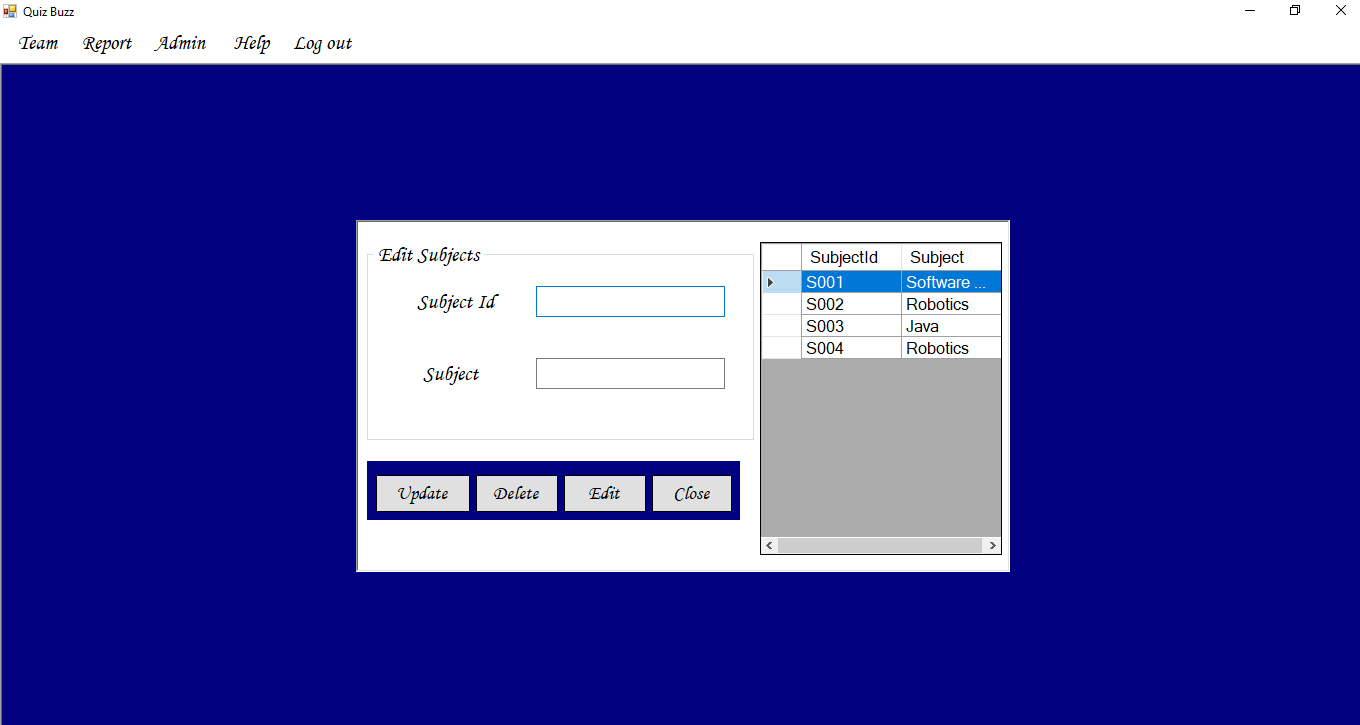 Quiz Buzz
Team Report Admin Help Log out
Edit Subjects
Subject Id
Subject
Update Delete Edit Close
SubjectId Subject
S001 Software ...
S002 Robotics
S003 Java
S004 Robotics